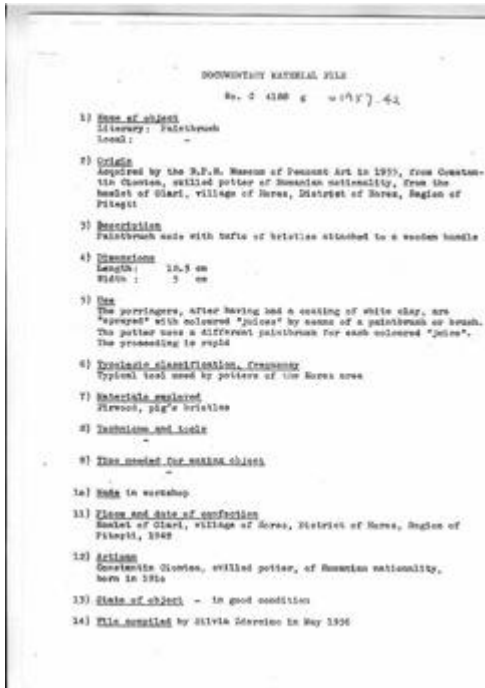 DOCUMENTARY MATERIAL FILE
No. C 4188 g w1957.42
1) Name of object
Literary: Paintbrush
Local: -
2) Origin
Acquired by the R.P.R. Museum of Peasant Art in 1955, from Constan-
tin skilled potter of Rumanian nationality, from the
hamlet of Olari, village of Horez, District of Horez, Region of
Pitești
3) Description
Paintbrush made with tufts of bristles attached to a wooden handle
4) Dimensions
Length: 18.5 cm
Width : 3 cm
5) Use
The porringers, after having had a coating of white clay, are
"sprayed" with coloured "juices" by means of a paintbrush or brush.
The potter uses a different paintbrush for each coloured "juice".
The proceeding is rapid
6) Typologic classification, frequency
Typical tool used by potters of the Horez area
7) Materials employed
Firwood, pig's bristles
8) Technique and tools
-
9) Time needed for making object
-
10) Made in workshop
11) Place and date of confection
Hamlet of Olari, village of Horez, District of Horez, Region of
Pitești, 1948
12) Artisan
Constantin skilled potter, of Rumanian nationality,
born in
13) State of object - in good condition
14) File compiled by Silvia in May 1956